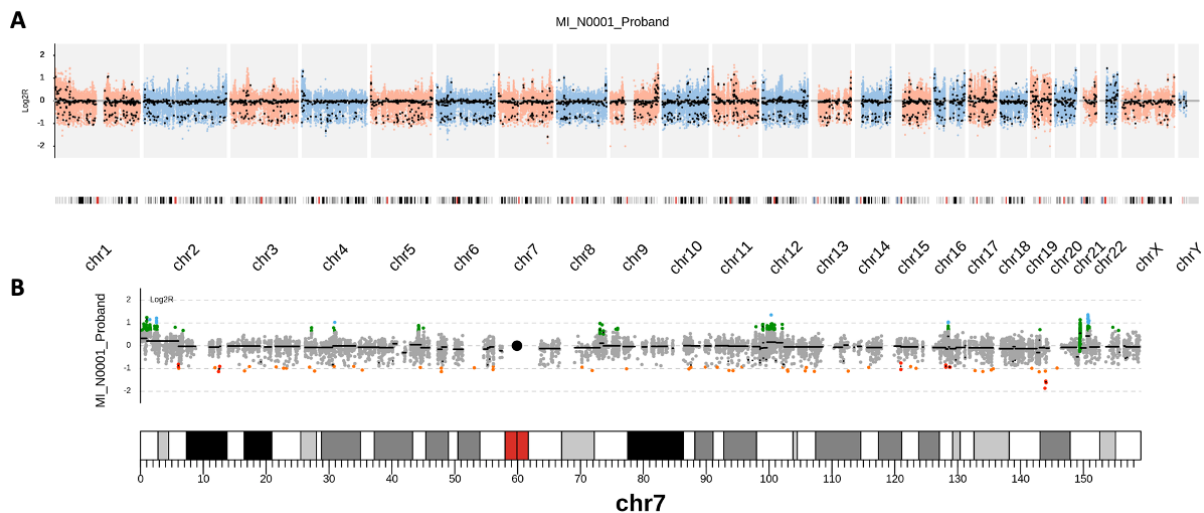 A
MI_N0001_Proband
Log2R
2
1
0
-1
-2
chr1 chr2 chr3 chr4 chr5 chr6 chr7 chr8 chr9 chr10 chr11 chr12 chr13 chr14 chr15 chr16 chr17 chr18 chr19 chr20 chr21 chr22 chrX chrY
B
MI_N0001_Proband
Log2R
2
1
0
-1
-2
0 10 20 30 40 50 60 70 80 90 100 110 120 130 140 150
chr7